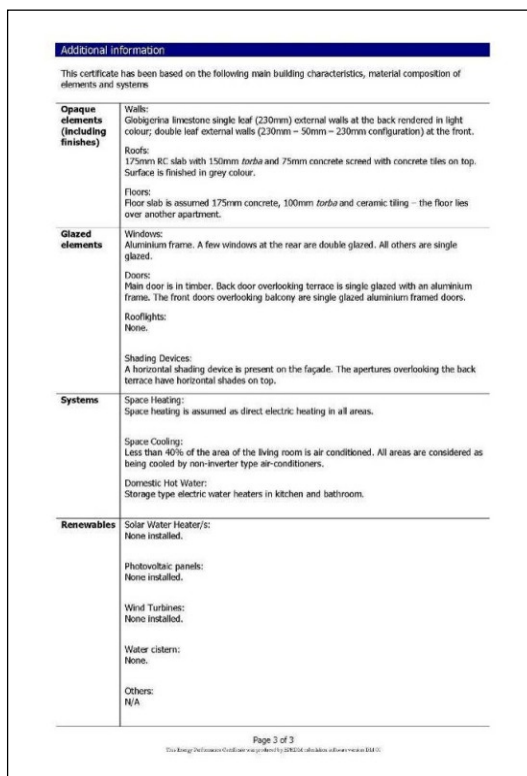 Additional information
This certificate has been based on the following main building characteristics, material composition of
elements and systems
Opaque
elements
(including
finishes)
Walls:
Globigerina limestone single leaf (230mm) external walls at the back rendered in light
colour; double leaf external walls (230mm – 50mm – 230mm configuration) at the front.
Roofs:
175mm RC slab with 150mm torba and 75mm concrete screed with concrete tiles on top.
Surface is finished in grey colour.
Floors:
Floor slab is assumed 175mm concrete, 100mm torba and ceramic tiling – the floor lies
over another apartment.
Glazed
elements
Windows:
Aluminium frame. A few windows at the rear are double glazed. All others are single
glazed.
Doors:
Main door is in timber. Back door overlooking terrace is single glazed with an aluminium
frame. The front doors overlooking balcony are single glazed aluminium framed doors.
Rooflights:
None.
Shading Devices:
A horizontal shading device is present on the façade. The apertures overlooking the back
terrace have horizontal shades on top.
Systems
Space Heating:
Space heating is assumed as direct electric heating in all areas.
Space Cooling:
Less than 40% of the area of the living room is air conditioned. All areas are considered as
being cooled by non-inverter type air-conditioners.
Domestic Hot Water:
Storage type electric water heaters in kitchen and bathroom.
Renewables
Solar Water Heater/s:
None installed.
Photovoltaic panels:
None installed.
Wind Turbines:
None installed.
Water cistern:
None.
Others:
N/A
Page 3 of 3
This Energy Performance Certificate was produced by calculation software version